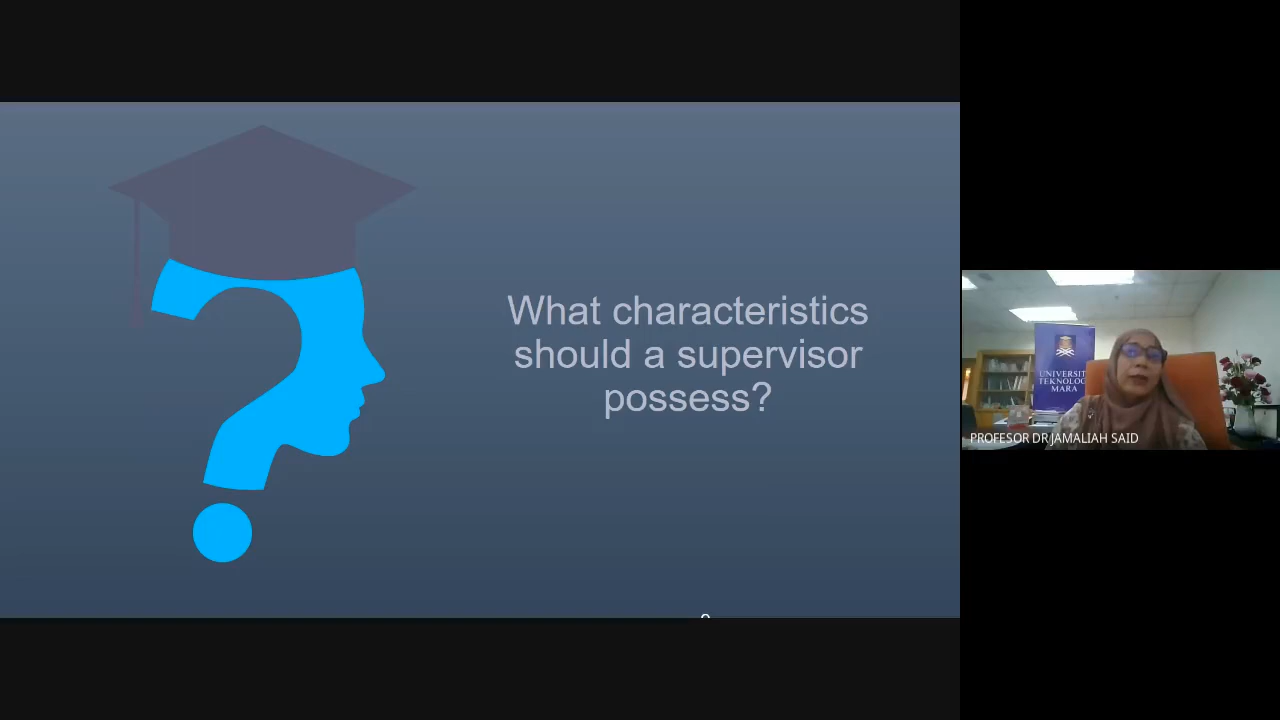 What characteristics
should a supervisor
possess?
UNIVERSITI
TEKNOLOGI
MARA
PROFESOR DR JAMALIAH SAID